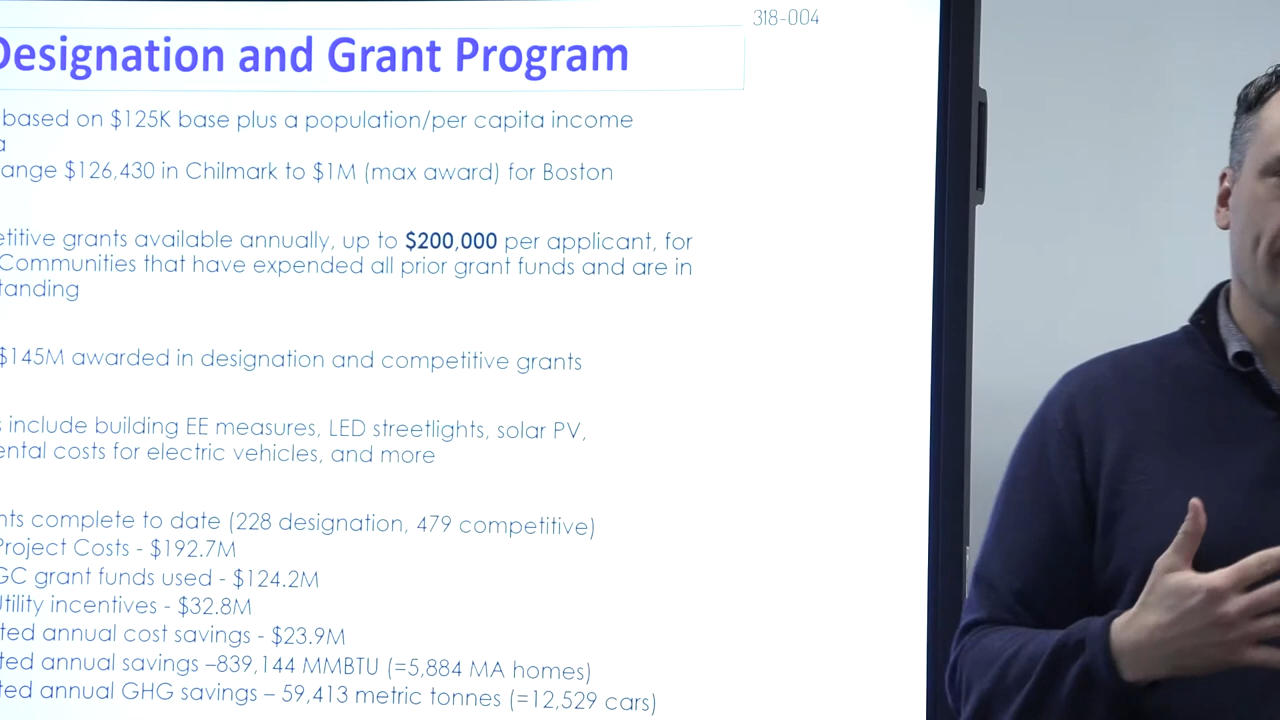 318-004
Designation and Grant Program
based on $125K base plus a population/per capita income
ange $126,430 in Chilmark to $1M (max award) for Boston
etitive grants available annually, up to $200,000 per applicant, for
Communities that have expended all prior grant funds and are in
tanding
$145M awarded in designation and competitive grants
s include building EE measures, LED streetlights, solar PV,
ental costs for electric vehicles, and more
nts complete to date (228 designation, 479 competitive)
Project Costs - $192.7M
GC grant funds used - $124.2M
Utility incentives - $32.8M
ted annual cost savings - $23.9M
ted annual savings –839,144 MMBTU (=5,884 MA homes)
ted annual GHG savings – 59,413 metric tonnes (=12,529 cars)